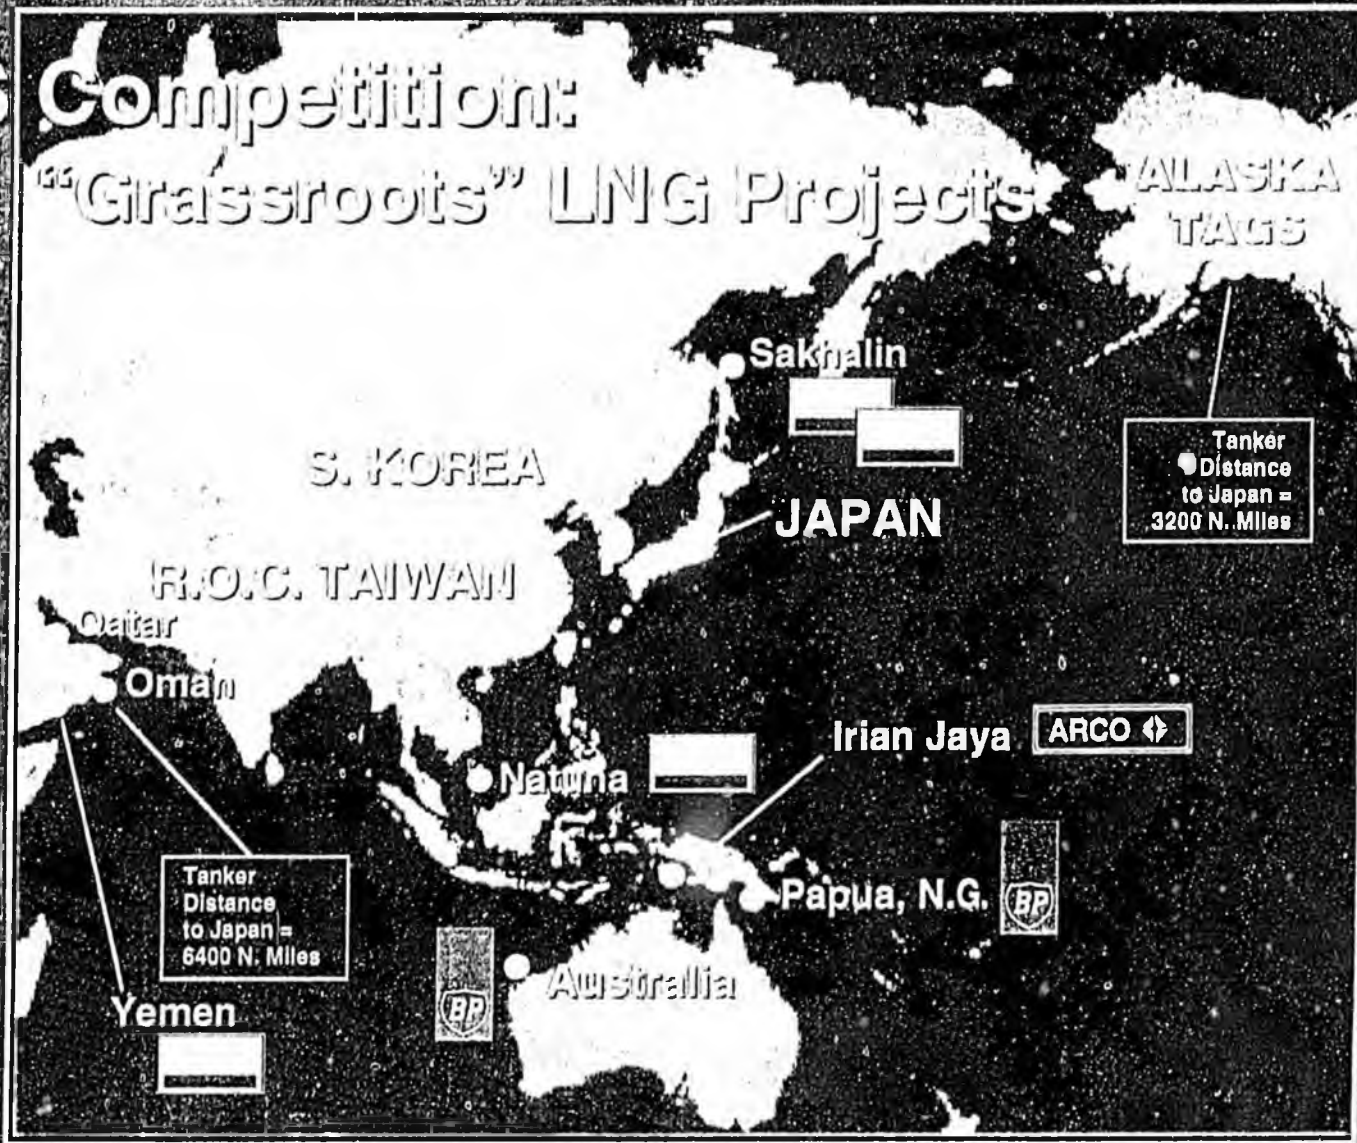 Competition:
“Grassroots” LNG Projects
ALASKA
TAGS
Sakhalin
S. KOREA
JAPAN
Tanker
Distance
to Japan =
3200 N. Miles
R.O.C. TAIWAN
Qatar
Oman
Irian Jaya
ARCO
Natuna
Tanker
Distance
to Japan =
6400 N. Miles
Papua, N.G.
BP
Australia
BP
Yemen